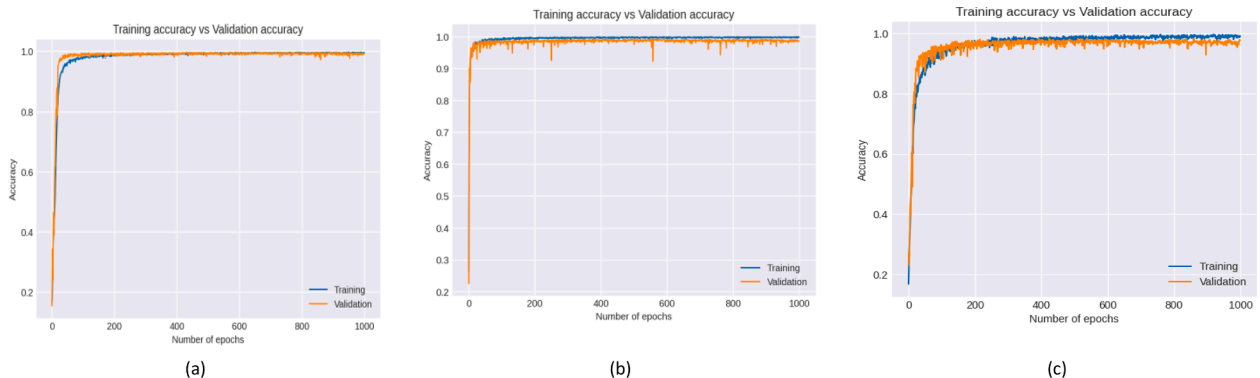 Training accuracy vs Validation accuracy
1.0
0.8
0.6
0.4
0.2
Accuracy
0 200 400 600 800 1000
Number of epochs
Training
Validation
(a)
Training accuracy vs Validation accuracy
1.0
0.9
0.8
0.7
0.6
0.5
0.4
0.3
0.2
Accuracy
0 200 400 600 800 1000
Number of epochs
Training
Validation
(b)
Training accuracy vs Validation accuracy
1.0
0.8
0.6
0.4
0.2
Accuracy
0 200 400 600 800 1000
Number of epochs
Training
Validation
(c)